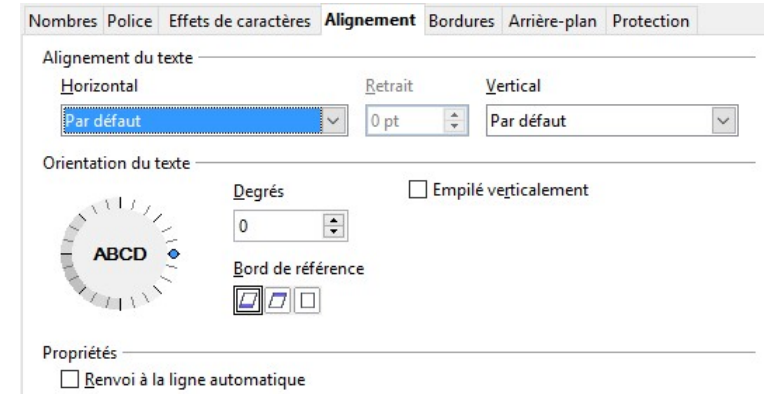 Nombres Police Effets de caractères Alignement Bordures Arrière-plan Protection
Alignement du texte
Horizontal Retrait Vertical
Par défaut 0 pt Par défaut
Orientation du texte
Degrés Empilé verticalement
0
ABCD
Bord de référence
Propriétés
Renvoi à la ligne automatique